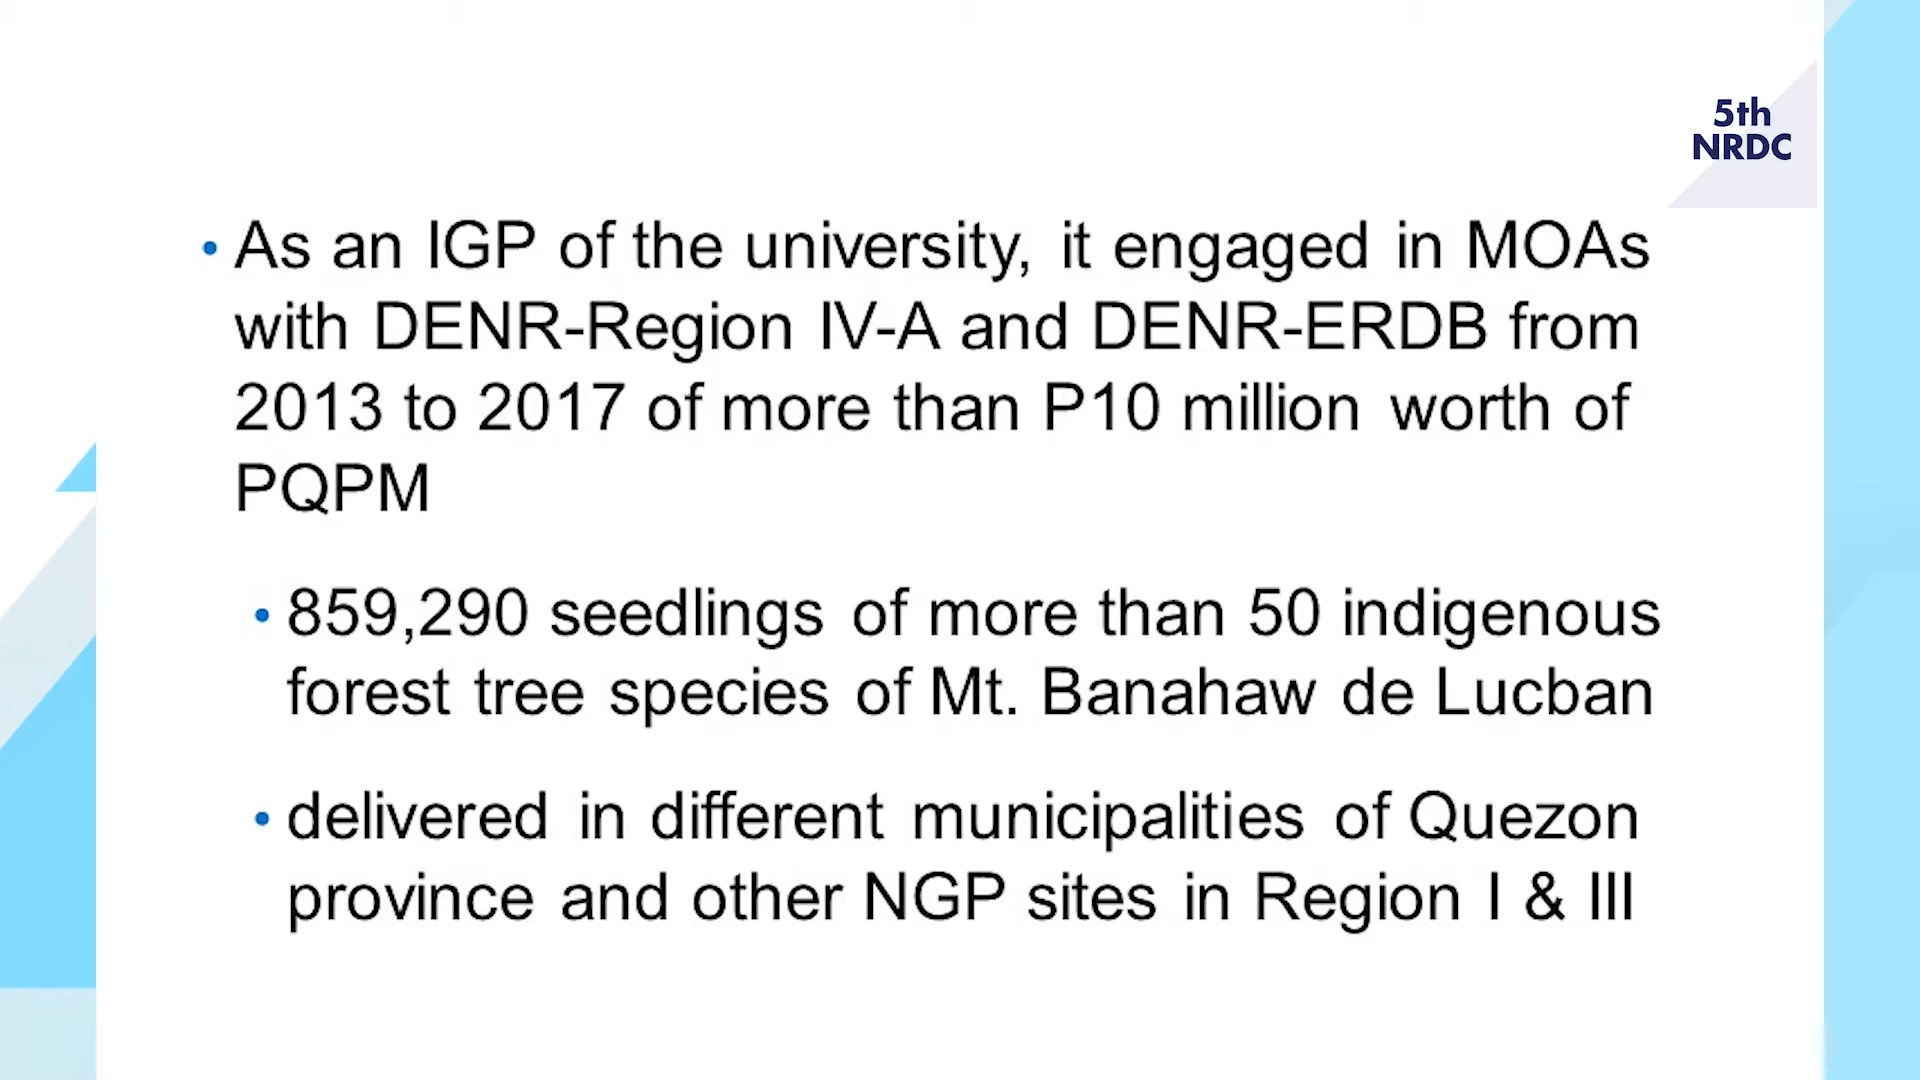 5th
NRDC
• As an IGP of the university, it engaged in MOAs
with DENR-Region IV-A and DENR-ERDB from
2013 to 2017 of more than P10 million worth of
PQPM
• 859,290 seedlings of more than 50 indigenous
forest tree species of Mt. Banahaw de Lucban
• delivered in different municipalities of Quezon
province and other NGP sites in Region I & III